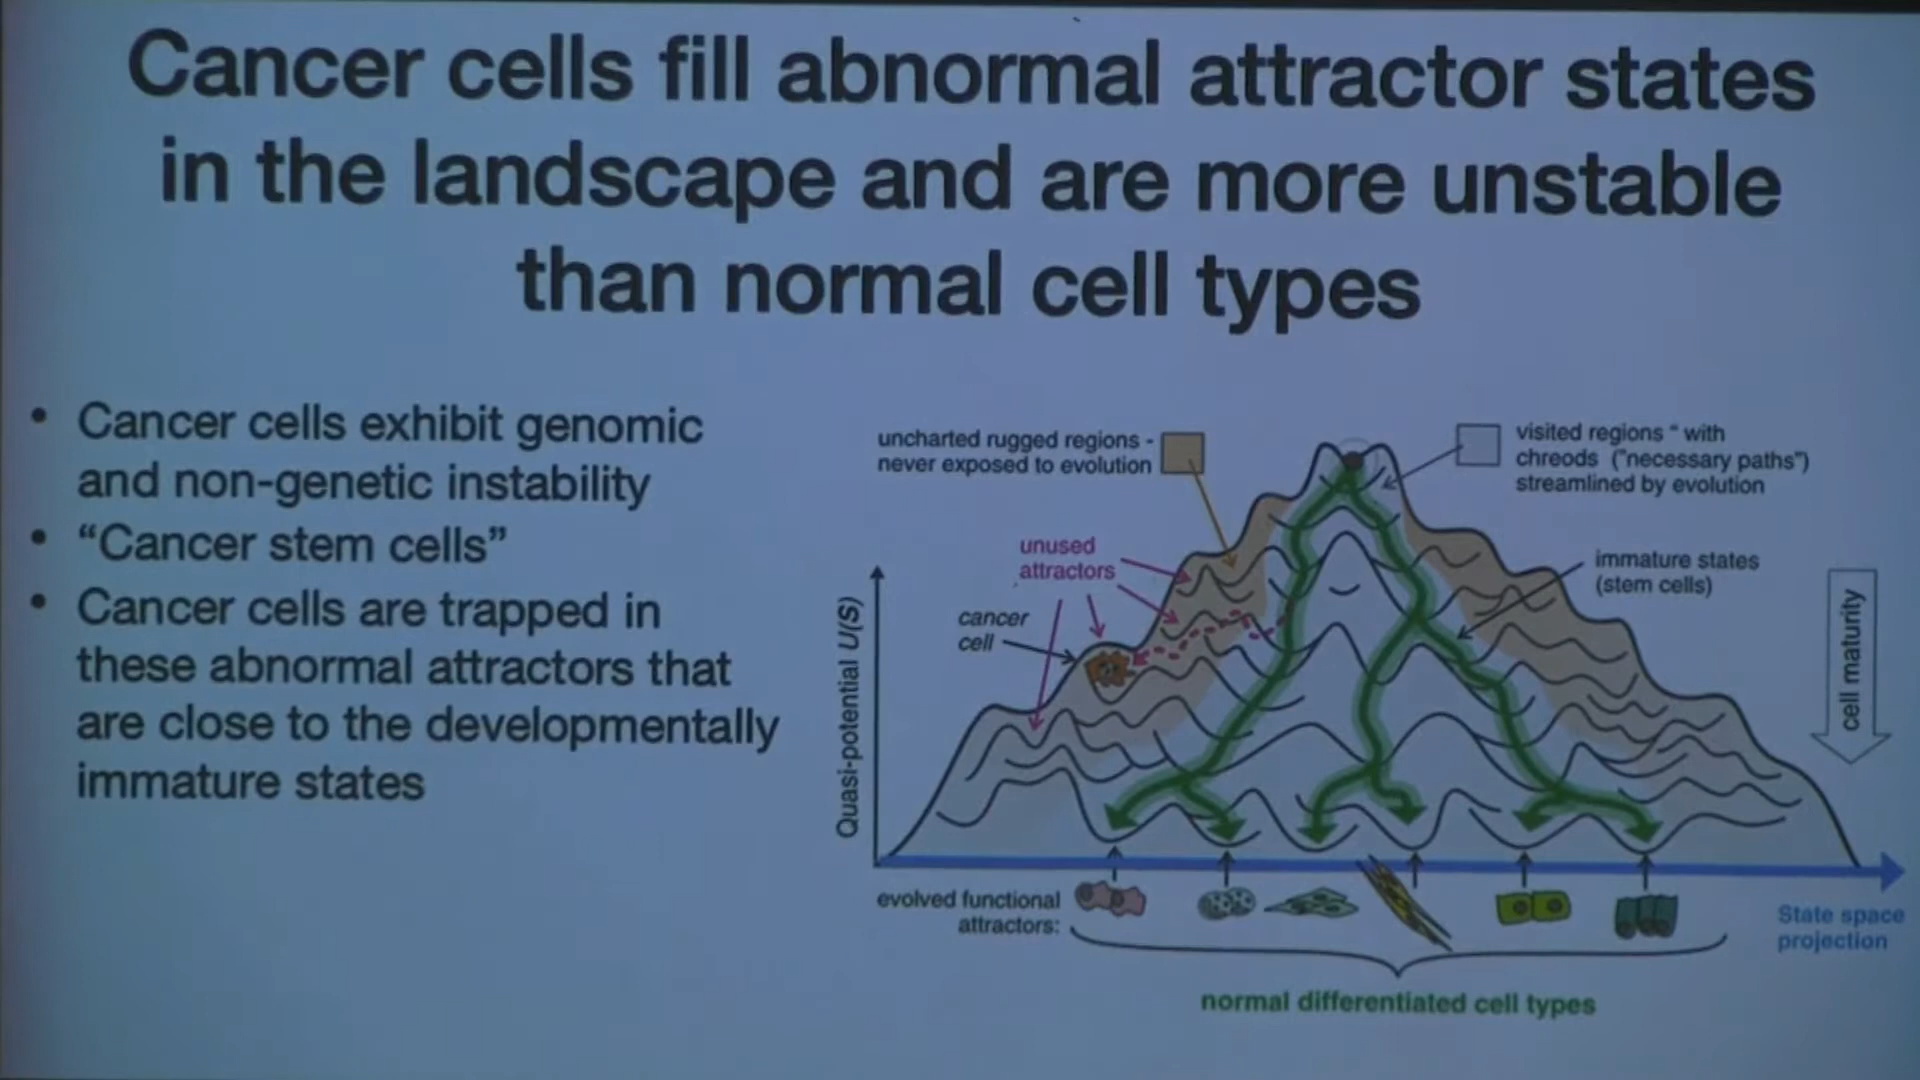 Cancer cells fill abnormal attractor states
in the landscape and are more unstable
than normal cell types
• Cancer cells exhibit genomic
and non-genetic instability
• “Cancer stem cells”
• Cancer cells are trapped in
these abnormal attractors that
are close to the developmentally
immature states
uncharted rugged regions -
never exposed to evolution
visited regions " with
chreods ("necessary paths")
streamlined by evolution
unused
attractors
immature states
(stem cells)
cancer
cell
Quasi-potential U(S)
cell maturity
evolved functional
attractors:
State space
projection
normal differentiated cell types